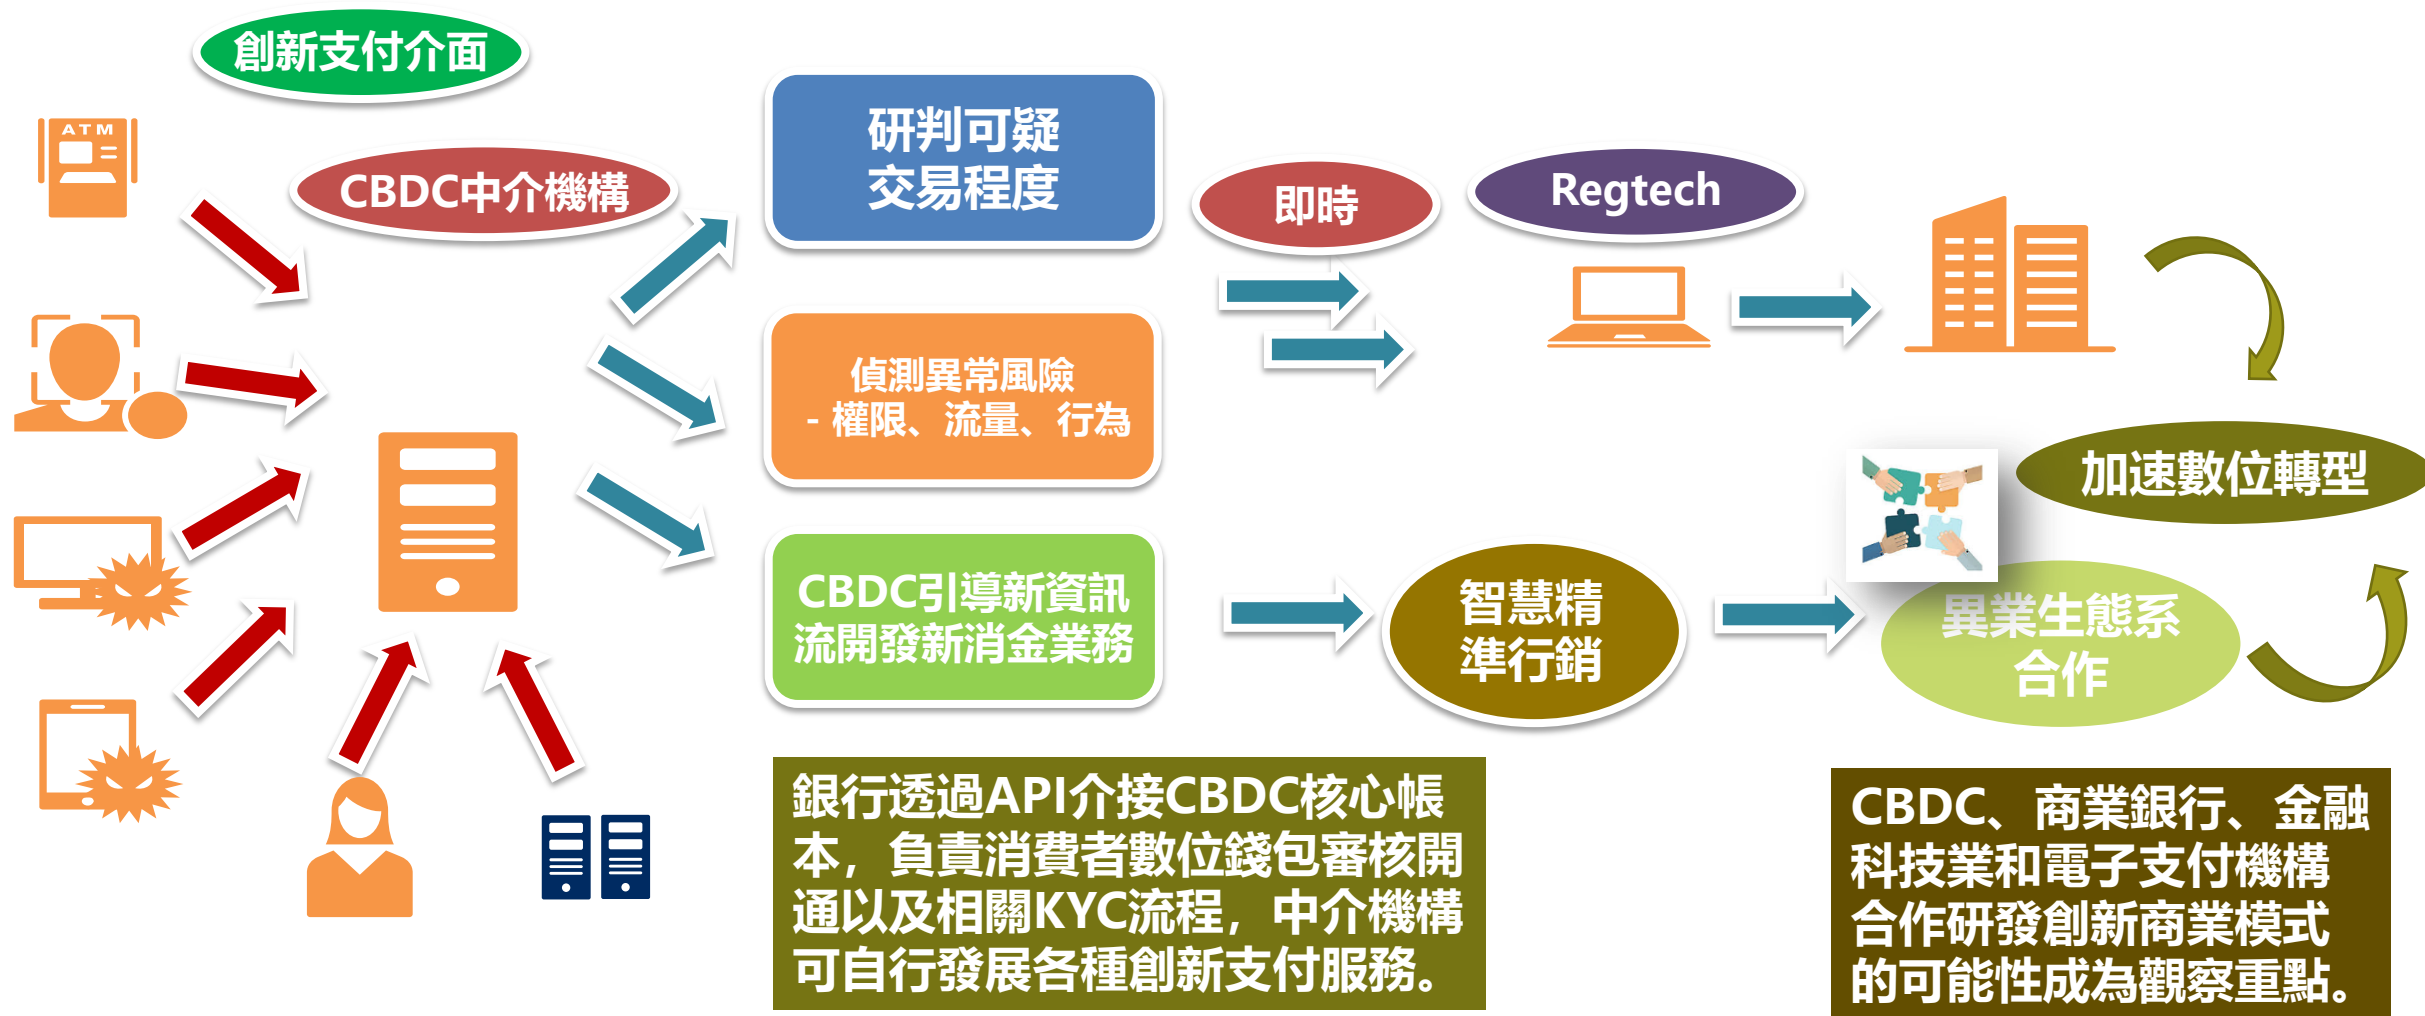 創新支付介面
ATM
CBDC中介機構
研判可疑
交易程度
即時
Regtech
偵測異常風險
- 權限、流量、行為
加速數位轉型
CBDC引導新資訊
流開發新消金業務
智慧精
準行銷
異業生態系
合作
銀行透過API介接CBDC核心帳
本，負責消費者數位錢包審核開
通以及相關KYC流程，中介機構
可自行發展各種創新支付服務。
CBDC、商業銀行、金融
科技業和電子支付機構
合作研發創新商業模式
的可能性成為觀察重點。